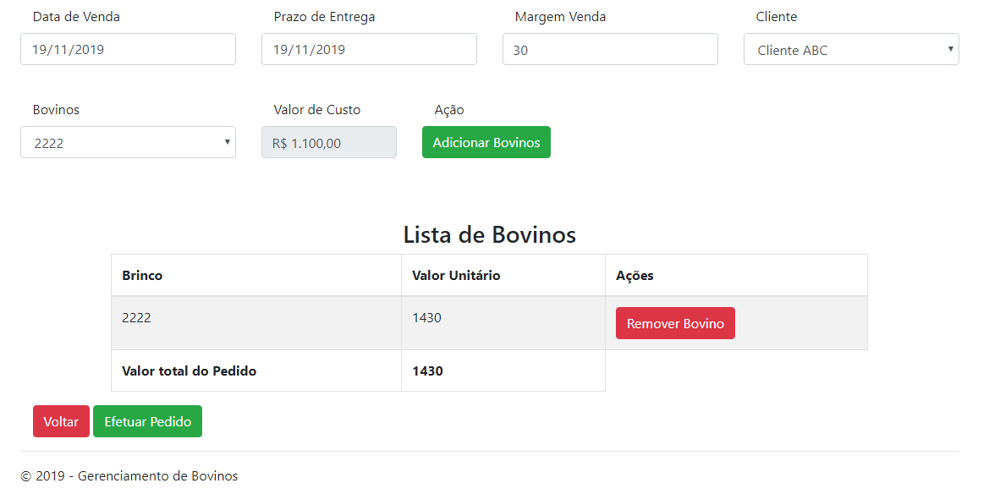 Data de Venda Prazo de Entrega Margem Venda Cliente
19/11/2019 19/11/2019 30 Cliente ABC
Bovinos Valor de Custo Ação
2222 R$ 1.100,00 Adicionar Bovinos
Lista de Bovinos
Brinco Valor Unitário Ações
2222 1430 Remover Bovino
Valor total do Pedido 1430
Voltar Efetuar Pedido
© 2019 - Gerenciamento de Bovinos